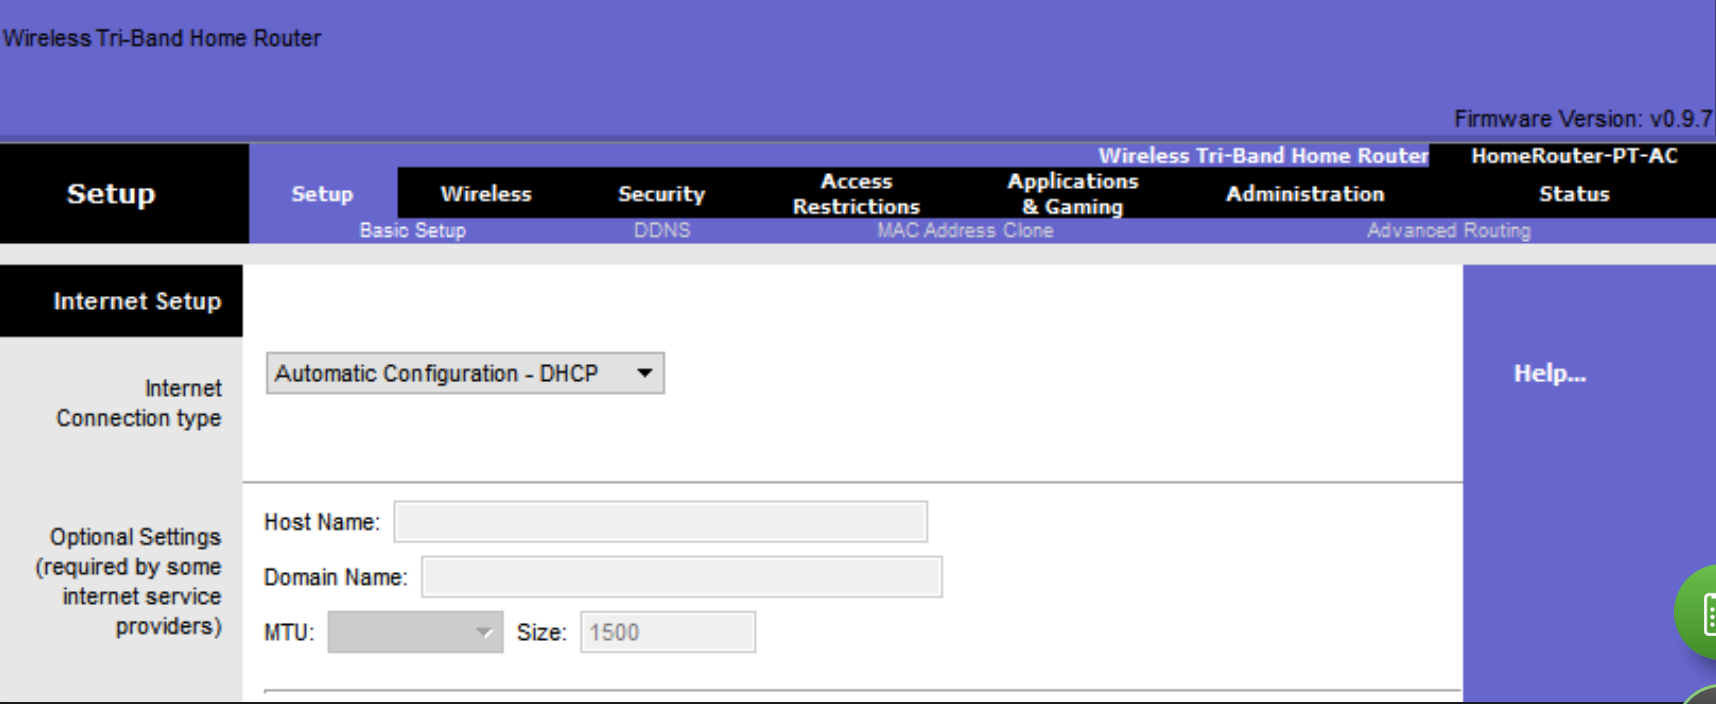 Wireless Tri-Band Home Router
Firmware Version: v0.9.7
Wireless Tri-Band Home Router HomeRouter-PT-AC
Setup
Setup Wireless Security Access Restrictions Applications & Gaming Administration Status
Basic Setup DDNS MAC Address Clone Advanced Routing
Internet Setup
Internet
Connection type
Automatic Configuration - DHCP
Help...
Optional Settings
(required by some
internet service
providers)
Host Name:
Domain Name:
MTU: Size: 1500